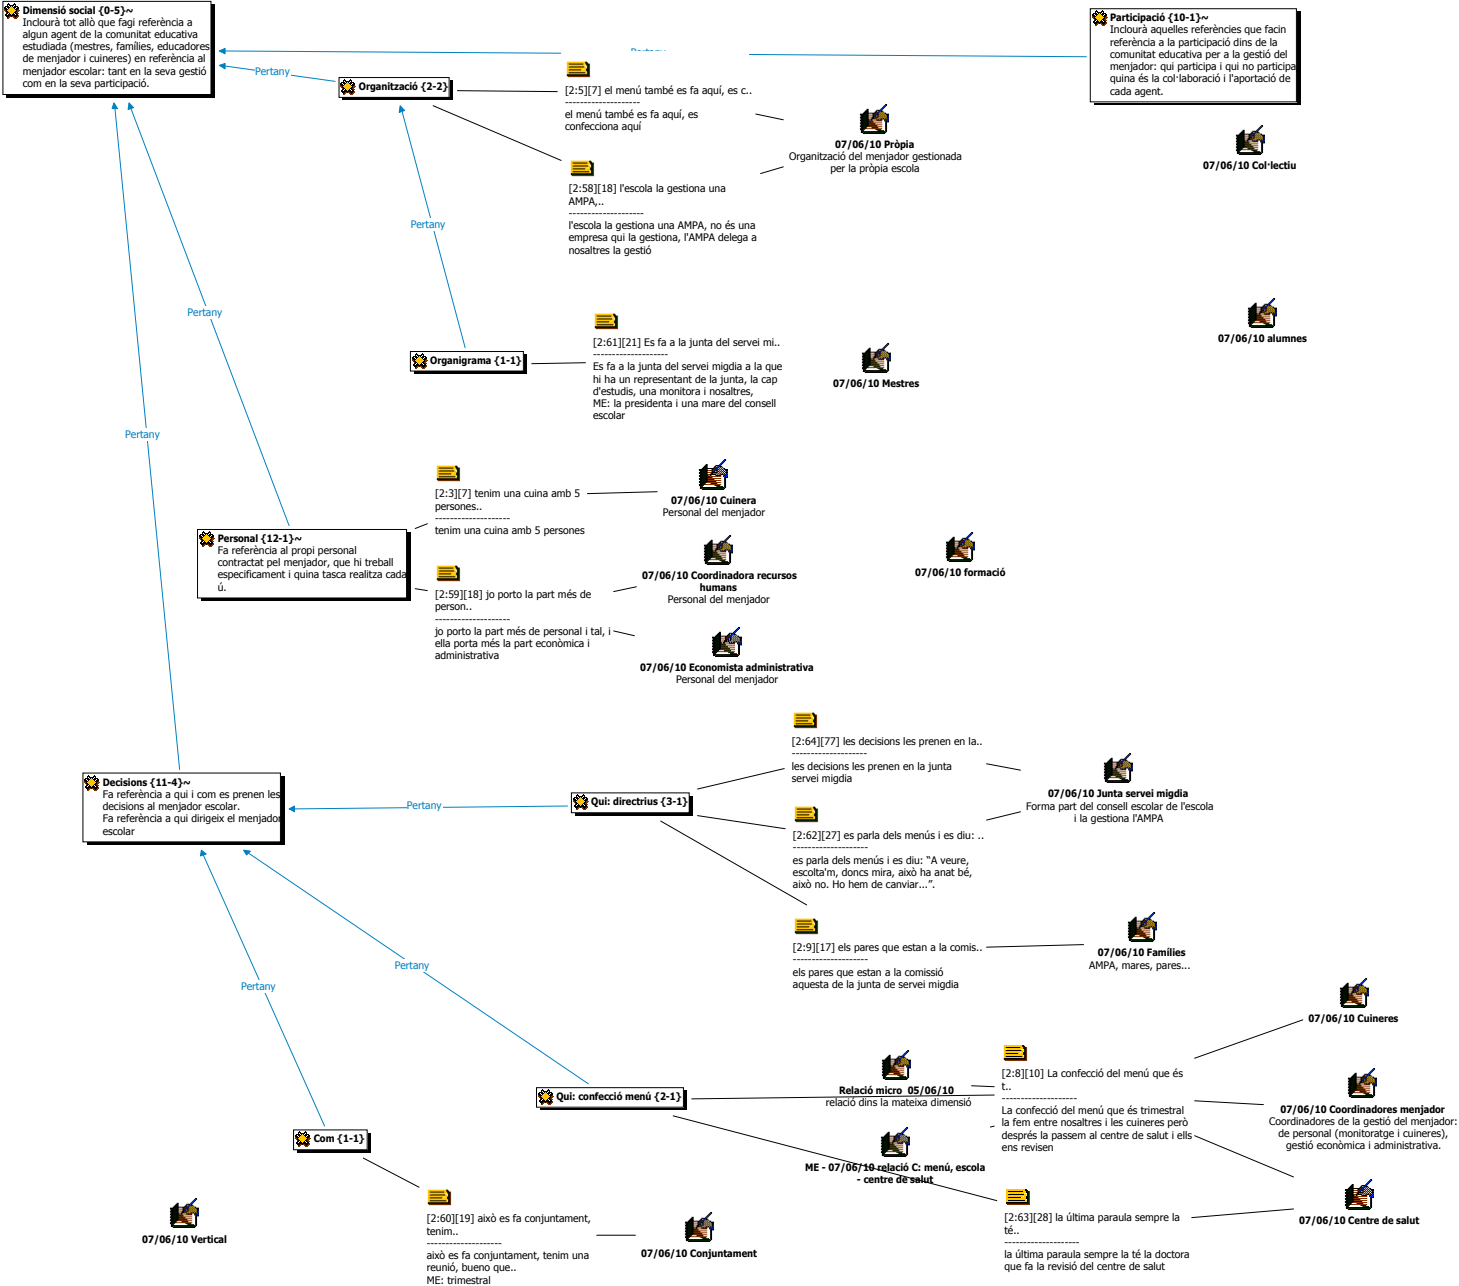 Dimensió social {0-5}~
Inclourà tot allò que fagi referència a
algun agent de la comunitat educativa
estudiada (mestres, famílies, educadores
de menjador i cuineres) en referència al
menjador escolar: tant en la seva gestió
com en la seva participació.
Participació {10-1}~
Inclourà aquelles referències que facin
referència a la participació dins de la
comunitat educativa per a la gestió del
menjador: qui participa i qui no participa
quina és la col·laboració i l'aportació de
cada agent.
Pertany
Pertany
Organització {2-2}
[2:5][7] el menú també es fa aquí, es c..
--------------------
el menú també es fa aquí, es
confecciona aquí
07/06/10 Pròpia
Organització del menjador gestionada
per la pròpia escola
07/06/10 Col·lectiu
[2:58][18] l'escola la gestiona una
AMPA,..
--------------------
l'escola la gestiona una AMPA, no és una
empresa qui la gestiona, l'AMPA delega a
nosaltres la gestió
Pertany
Pertany
Organigrama {1-1}
[2:61][21] Es fa a la junta del servei mi..
--------------------
Es fa a la junta del servei migdia a la que
hi ha un representant de la junta, la cap
d'estudis, una monitora i nosaltres,
ME: la presidenta i una mare del consell
escolar
07/06/10 Mestres
07/06/10 alumnes
Pertany
[2:3][7] tenim una cuina amb 5
persones..
--------------------
tenim una cuina amb 5 persones
07/06/10 Cuinera
Personal del menjador
Personal {12-1}~
Fa referència al propi personal
contractat pel menjador, que hi treball
especificament i quina tasca realitza cada
ú.
[2:59][18] jo porto la part més de
person..
--------------------
jo porto la part més de personal i tal, i
ella porta més la part econòmica i
administrativa
07/06/10 Coordinadora recursos
humans
Personal del menjador
07/06/10 formació
07/06/10 Economista administrativa
Personal del menjador
Decisions {11-4}~
Fa referència a qui i com es prenen les
decisions al menjador escolar.
Fa referència a qui dirigeix el menjador
escolar
Pertany
Qui: directrius {3-1}
[2:64][77] les decisions les prenen en la..
--------------------
les decisions les prenen en la junta
servei migdia
07/06/10 Junta servei migdia
Forma part del consell escolar de l'escola
i la gestiona l'AMPA
[2:62][27] es parla dels menús i es diu: ..
--------------------
es parla dels menús i es diu: "A veure,
escolta'm, doncs mira, això ha anat bé,
això no. Ho hem de canviar...".
[2:9][17] els pares que estan a la comis..
--------------------
els pares que estan a la comissió
aquesta de la junta de servei migdia
07/06/10 Famílies
AMPA, mares, pares...
Pertany
Pertany
07/06/10 Cuineres
Qui: confecció menú {2-1}
Relació micro 05/06/10
relació dins la mateixa dimensió
[2:8][10] La confecció del menú que és
t..
--------------------
La confecció del menú que és trimestral
la fem entre nosaltres i les cuineres però
després la passem al centre de salut i ells
ens revisen
07/06/10 Coordinadores menjador
Coordinadores de la gestió del menjador:
de personal (monitoratge i cuineres),
gestió econòmica i administrativa.
ME - 07/06/10 relació C: menú, escola
- centre de salut
Com {1-1}
07/06/10 Vertical
[2:60][19] això es fa conjuntament,
tenim..
--------------------
això es fa conjuntament, tenim una
reunió, bueno que..
ME: trimestral
07/06/10 Conjuntament
[2:63][28] la última paraula sempre la
té..
--------------------
la última paraula sempre la té la doctora
que fa la revisió del centre de salut
07/06/10 Centre de salut